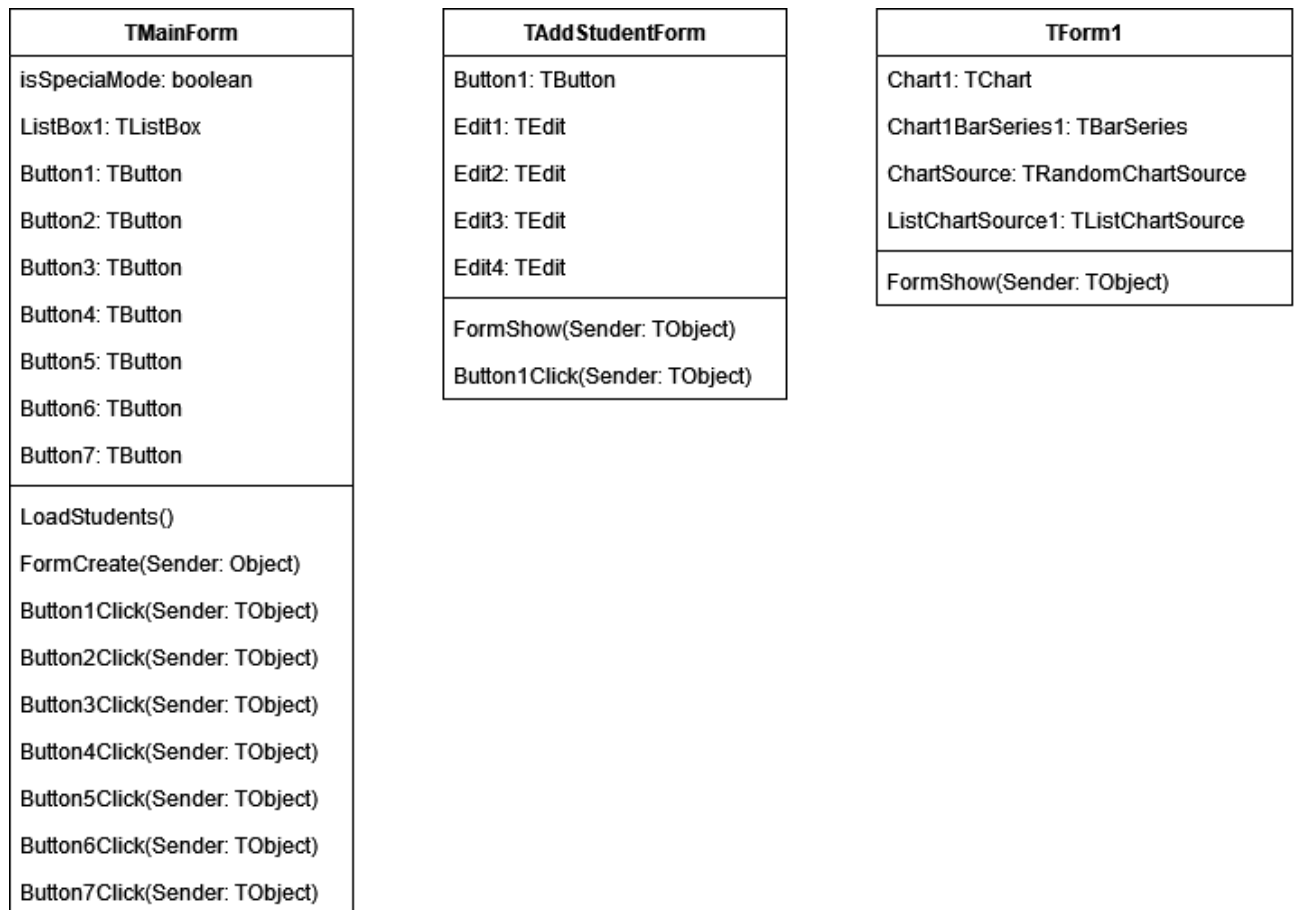 TMainForm
isSpeciaMode: boolean
ListBox1: TListBox
Button1: TButton
Button2: TButton
Button3: TButton
Button4: TButton
Button5: TButton
Button6: TButton
Button7: TButton
LoadStudents()
FormCreate(Sender: Object)
Button1Click(Sender: TObject)
Button2Click(Sender: TObject)
Button3Click(Sender: TObject)
Button4Click(Sender: TObject)
Button5Click(Sender: TObject)
Button6Click(Sender: TObject)
Button7Click(Sender: TObject)
TAddStudentForm
Button1: TButton
Edit1: TEdit
Edit2: TEdit
Edit3: TEdit
Edit4: TEdit
FormShow(Sender: TObject)
Button1Click(Sender: TObject)
TForm1
Chart1: TChart
Chart1BarSeries1: TBarSeries
ChartSource: TRandomChartSource
ListChartSource1: TListChartSource
FormShow(Sender: TObject)